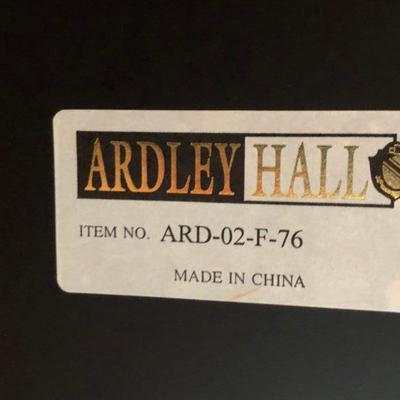 ARDLEY HALL
ITEM NO. ARD-02-F-76
MADE IN CHINA